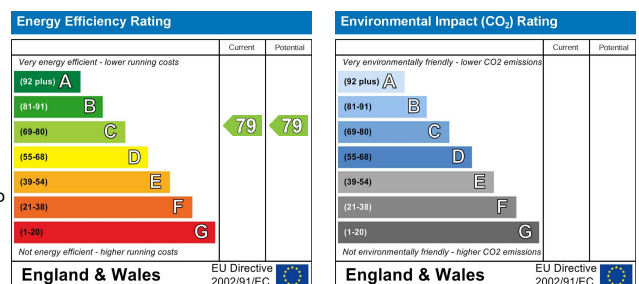 Energy Efficiency Rating
Current Potential
Very energy efficient - lower running costs
(92 plus) A
(81-91) B
(69-80) C 79 79
(55-68) D
(39-54) E
(21-38) F
(1-20) G
Not energy efficient - higher running costs
England & Wales EU Directive
2002/91/EC
Environmental Impact (CO2) Rating
Current Potential
Very environmentally friendly - lower CO2 emissions
(92 plus) A
(81-91) B
(69-80) C
(55-68) D
(39-54) E
(21-38) F
(1-20) G
Not environmentally friendly - higher CO2 emissions
England & Wales EU Directive
2002/91/EC